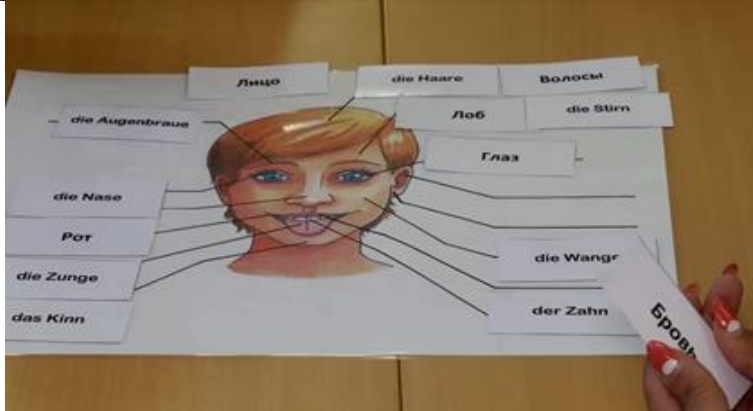 Лицо
die Haare
Волосы
die Augenbraue
Лоб
die Stirn
Глаз
die Nase
Рот
die Wange
die Zunge
der Zahn
das Kinn
Бровь